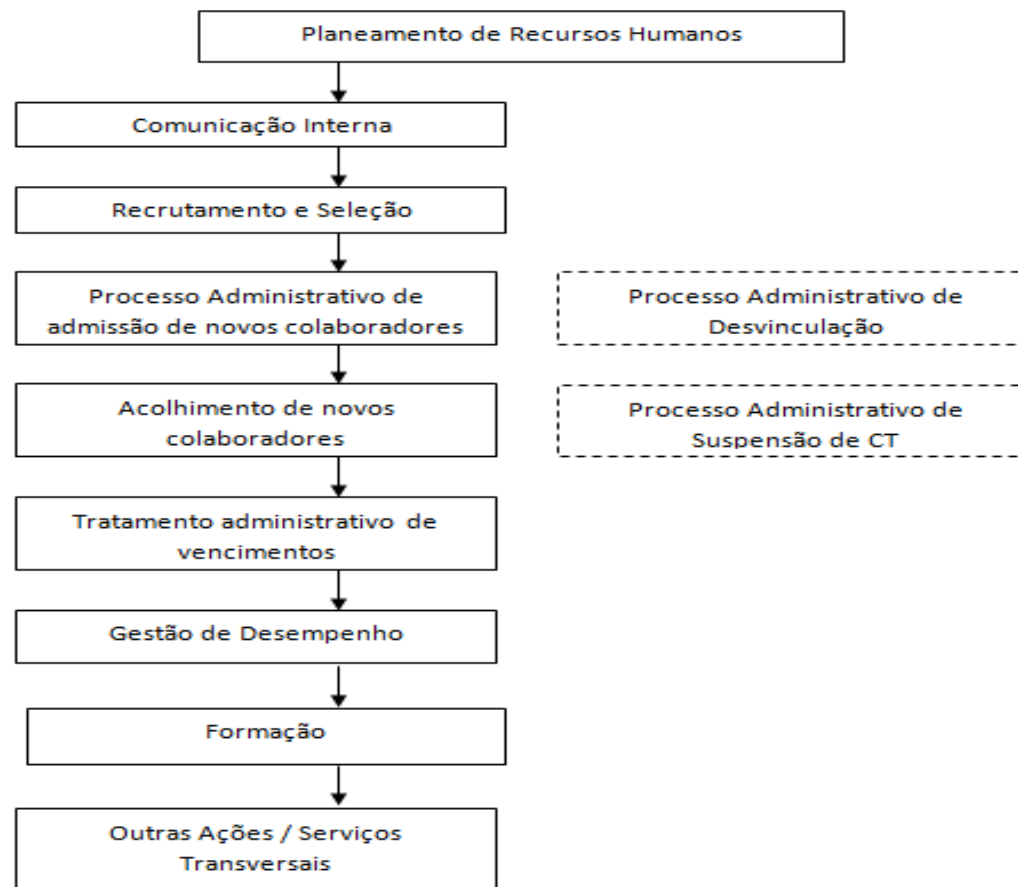 Planeamento de Recursos Humanos
Comunicação Interna
Recrutamento e Seleção
Processo Administrativo de
admissão de novos colaboradores
Processo Administrativo de
Desvinculação
Acolhimento de novos
colaboradores
Processo Administrativo de
Suspensão de CT
Tratamento administrativo de
vencimentos
Gestão de Desempenho
Formação
Outras Ações / Serviços
Transversais